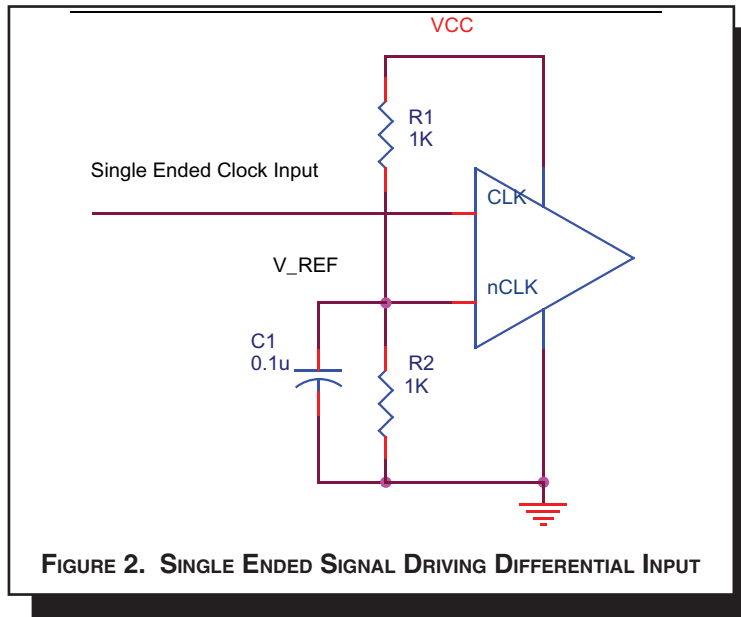 VCC
R1
1K
Single Ended Clock Input
CLK
V_REF
nCLK
C1
0.1u
R2
1K
FIGURE 2. SINGLE ENDED SIGNAL DRIVING DIFFERENTIAL INPUT